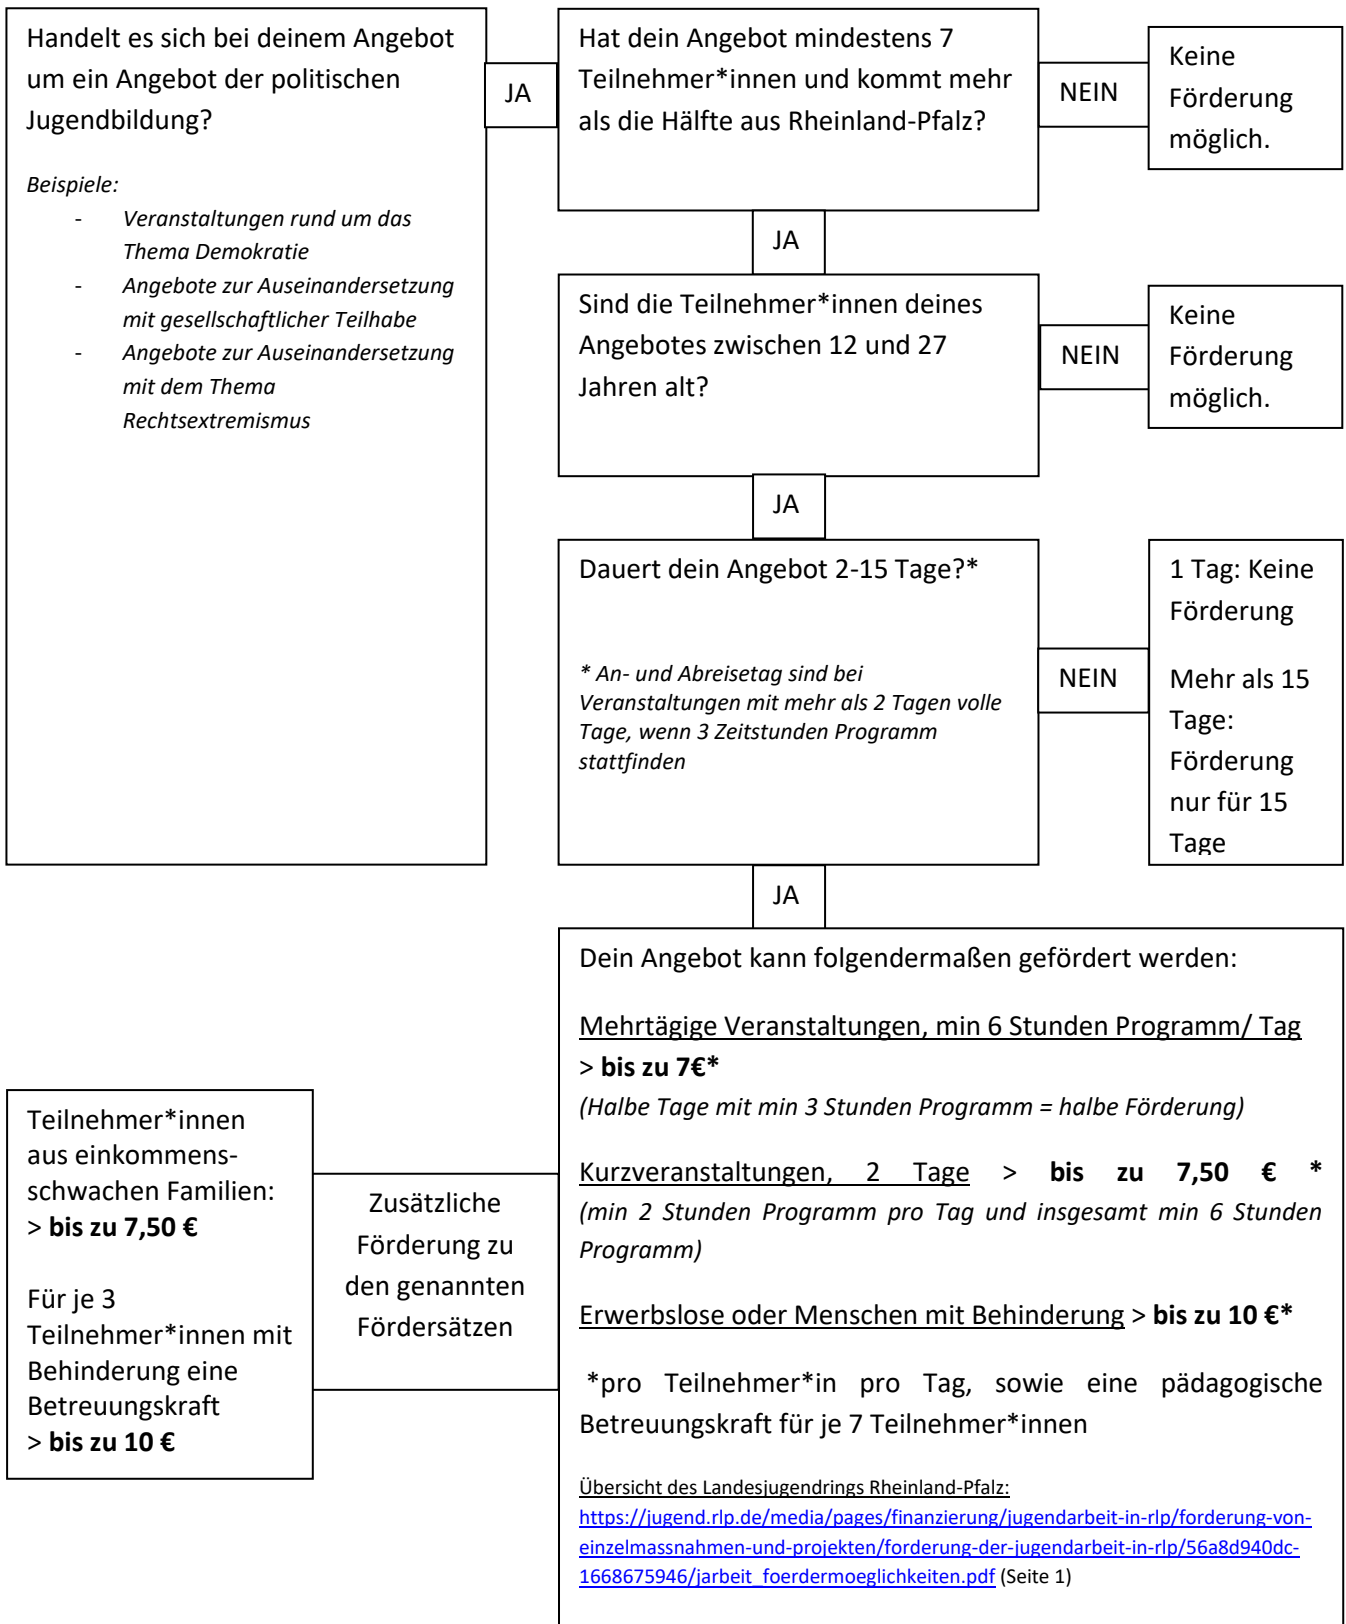 Handelt es sich bei deinem Angebot
um ein Angebot der politischen
Jugendbildung?
Beispiele:
- Veranstaltungen rund um das
Thema Demokratie
- Angebote zur Auseinandersetzung
mit gesellschaftlicher Teilhabe
- Angebote zur Auseinandersetzung
mit dem Thema
Rechtsextremismus
JA
Hat dein Angebot mindestens 7
Teilnehmer*innen und kommt mehr
als die Hälfte aus Rheinland-Pfalz?
NEIN
Keine
Förderung
möglich.
JA
Sind die Teilnehmer*innen deines
Angebotes zwischen 12 und 27
Jahren alt?
NEIN
Keine
Förderung
möglich.
JA
Dauert dein Angebot 2-15 Tage?*
* An- und Abreisetag sind bei
Veranstaltungen mit mehr als 2 Tagen volle
Tage, wenn 3 Zeitstunden Programm
stattfinden
NEIN
1 Tag: Keine
Förderung
Mehr als 15
Tage:
Förderung
nur für 15
Tage
JA
Dein Angebot kann folgendermaßen gefördert werden:
Mehrtägige Veranstaltungen, min 6 Stunden Programm/ Tag
> bis zu 7€*
(Halbe Tage mit min 3 Stunden Programm = halbe Förderung)
Kurzveranstaltungen, 2 Tage > bis zu 7,50 € *
(min 2 Stunden Programm pro Tag und insgesamt min 6 Stunden
Programm)
Erwerbslose oder Menschen mit Behinderung > bis zu 10 €*
*pro Teilnehmer*in pro Tag, sowie eine pädagogische
Betreuungskraft für je 7 Teilnehmer*innen
Übersicht des Landesjugendrings Rheinland-Pfalz:
https://jugend.rlp.de/media/pages/finanzierung/jugendarbeit-in-rlp/forderung-von-
einzelmassnahmen-und-projekten/forderung-der-jugendarbeit-in-rlp/56a8d940dc-
1668675946/jarbeit_foerdermoeglichkeiten.pdf (Seite 1)
Zusätzliche
Förderung zu
den genannten
Fördersätzen
Teilnehmer*innen
aus einkommens-
schwachen Familien:
> bis zu 7,50 €
Für je 3
Teilnehmer*innen mit
Behinderung eine
Betreuungskraft
> bis zu 10 €